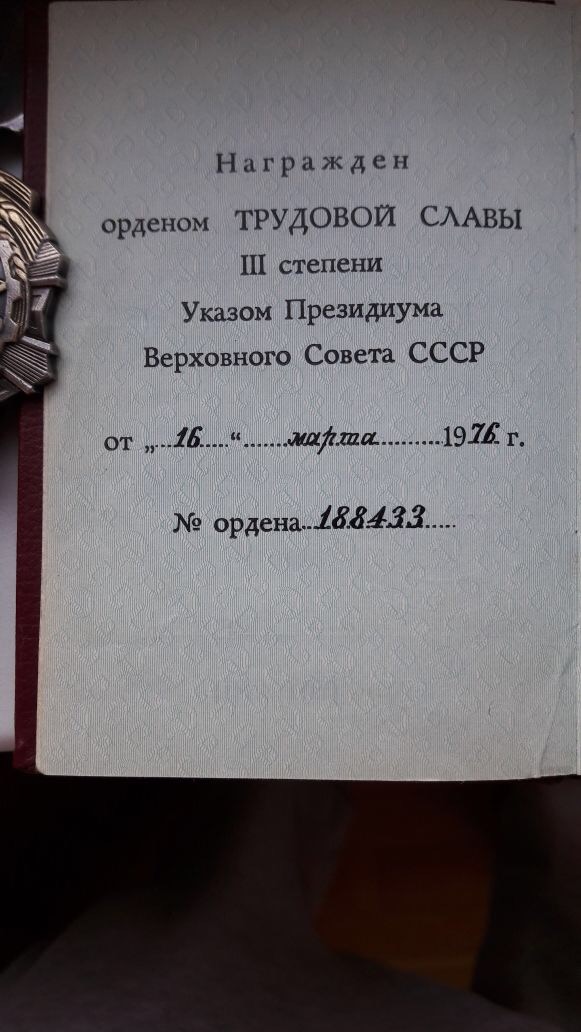 Награжден
орденом ТРУДОВОЙ СЛАВЫ
III степени
Указом Президиума
Верховного Совета СССР
от „...16....."......марта.........1976 г.
№ ордена..188433.....